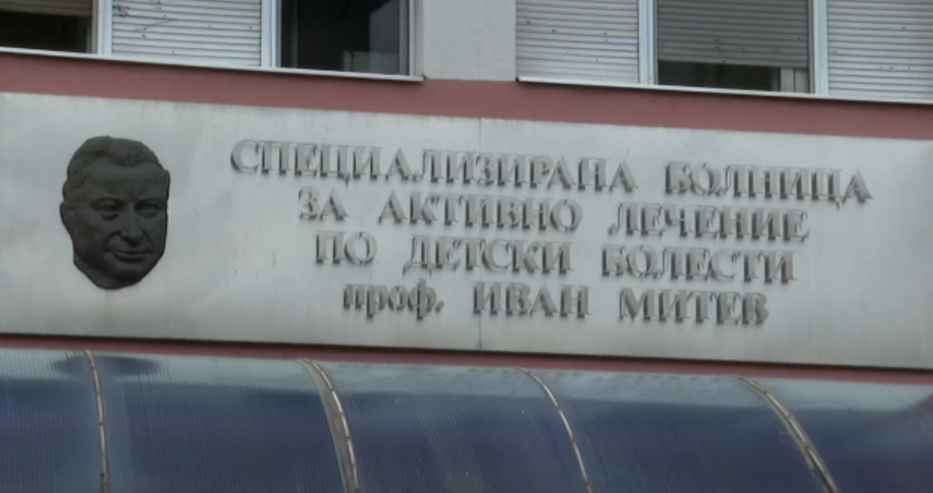 СПЕЦИАЛИЗИРАНА БОЛНИЦА
ЗА АКТИВНО ЛЕЧЕНИЕ
ПО ДЕТСКИ БОЛЕСТИ
проф. ИВАН МИТЕВ